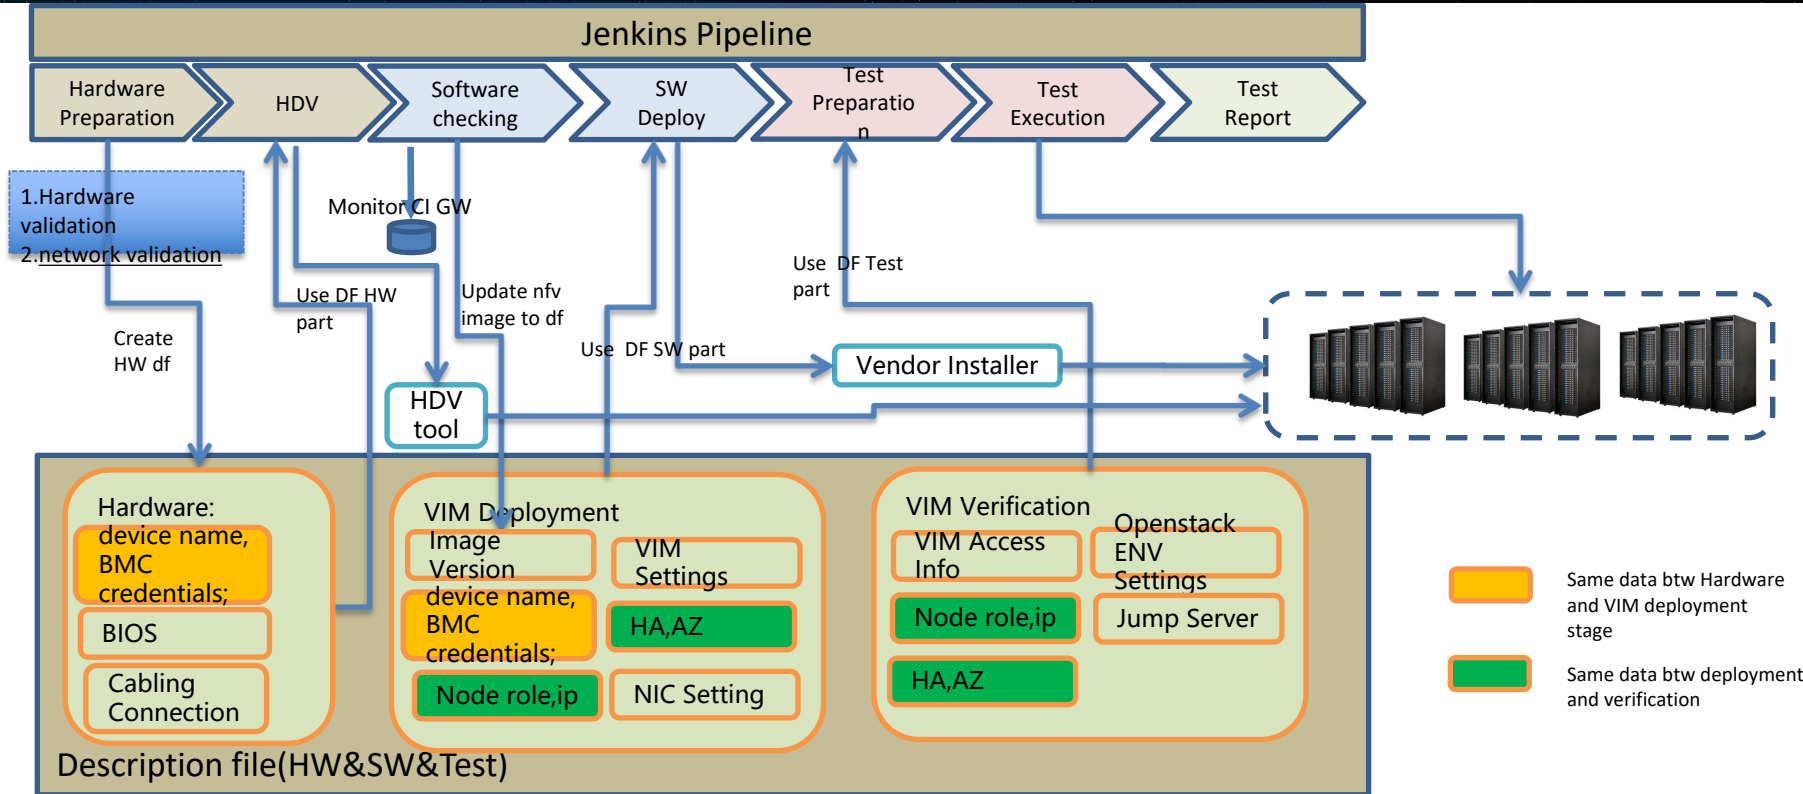 Jenkins Pipeline
Hardware
Preparation
HDV
Software
checking
SW
Deploy
Test
Preparatio
n
Test
Execution
Test
Report
1.Hardware
validation
2.network validation
Monitor CI GW
Create
HW df
Use DF HW
part
Update nfv
image to df
Use  DF SW part
Use  DF Test
part
HDV
tool
Vendor Installer
Hardware:
device name,
BMC
credentials;
BIOS
Cabling
Connection
VIM Deployment
Image
Version
device name,
BMC
credentials;
Node role,ip
VIM
Settings
HA,AZ
NIC Setting
VIM Verification
VIM Access
Info
Node role,ip
HA,AZ
Openstack
ENV
Settings
Jump Server
Description file(HW&SW&Test)
Same data btw Hardware
and VIM deployment
stage
Same data btw deployment
and verification